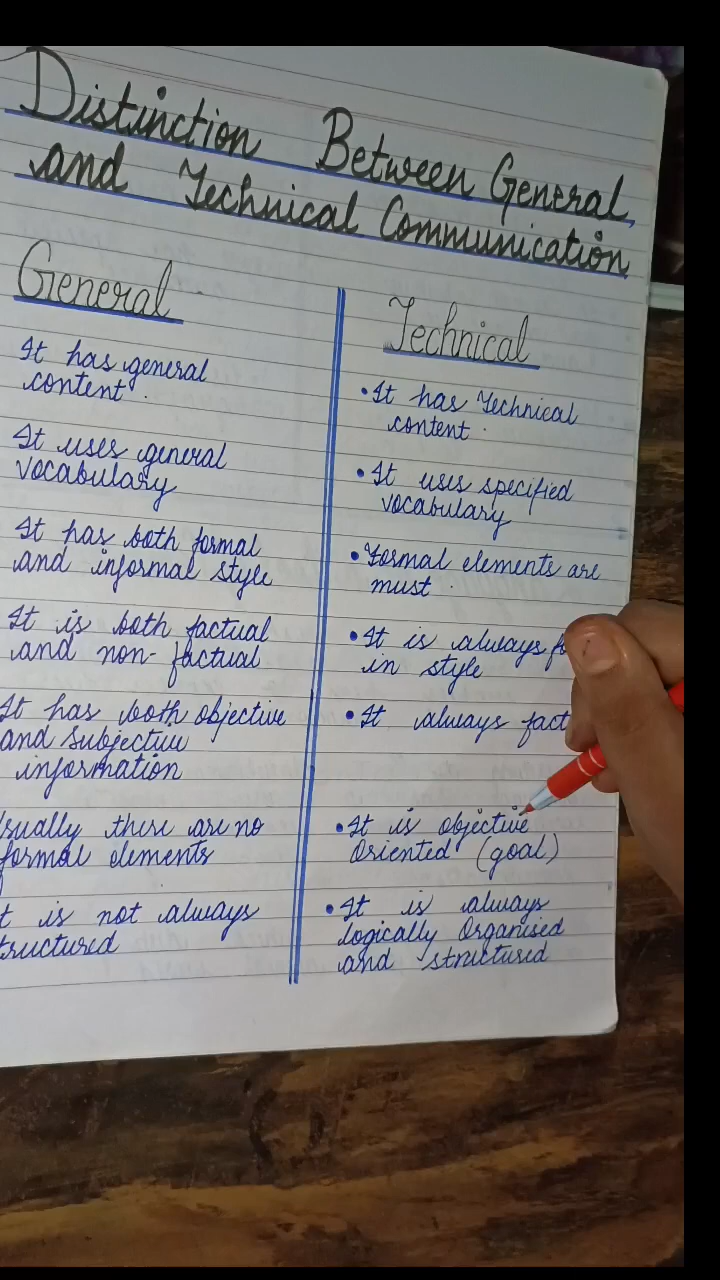 Distinction Between General,
and Technical Communication
General
It has general
content.
It uses general
vocabulary
It has both formal
and informal style
It is both factual
and non-factual
It has both objective
and subjective
information
sually there are no
formal elements
t is not always
tructured
Technical
• It has Technical
content.
• It uses specified
vocabulary
• Formal elements are
must.
• It is always fo
in style
• It always fact
• It is objective
Oriented (goal)
• It is always
logically Organised
and structured